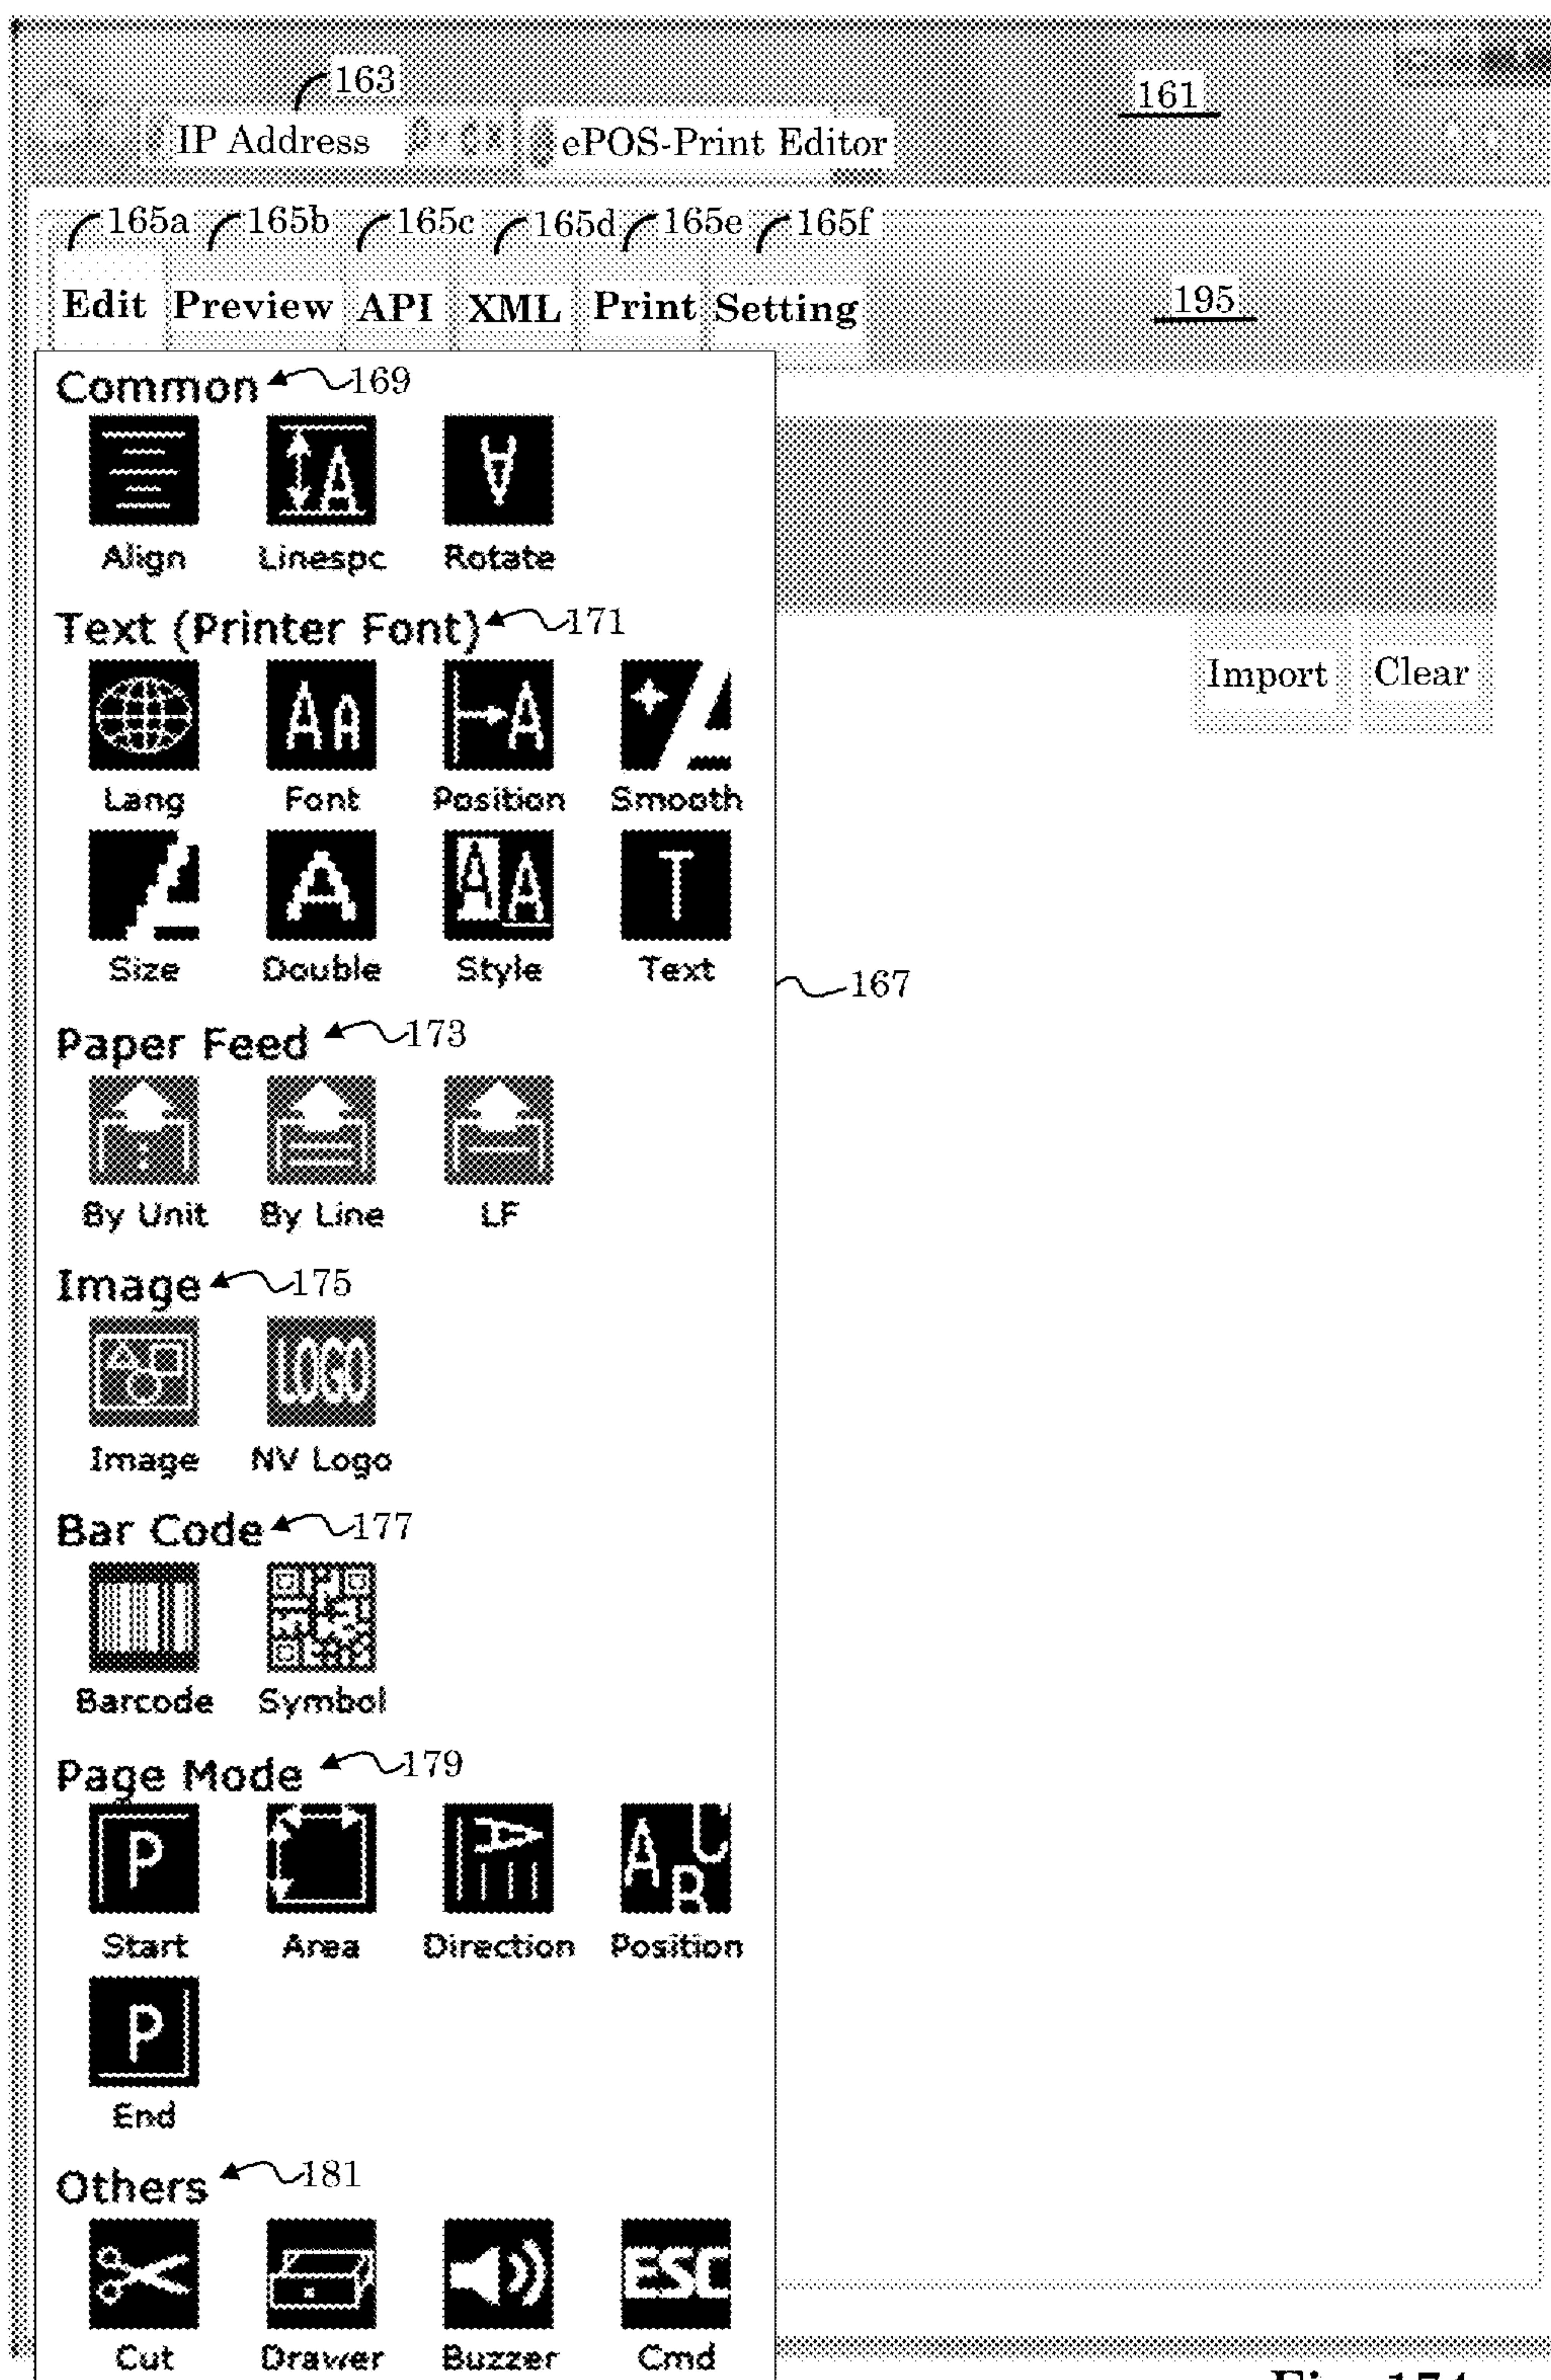 163
161
IP Address
ePOS-Print Editor
165a 165b 165c 165d 165e 165f
Edit Preview API XML Print Setting
195
Common 169
Align Linespc Rotate
Text (Printer Font) 171
Import Clear
Lang Font Position Smooth
Size Double Style Text
167
Paper Feed 173
By Unit By Line LF
Image 175
LOGO
Image NV Logo
Bar Code 177
Barcode Symbol
Page Mode 179
Start Area Direction Position
End
Others 181
ESC
Cut Drawer Buzzer Cmd